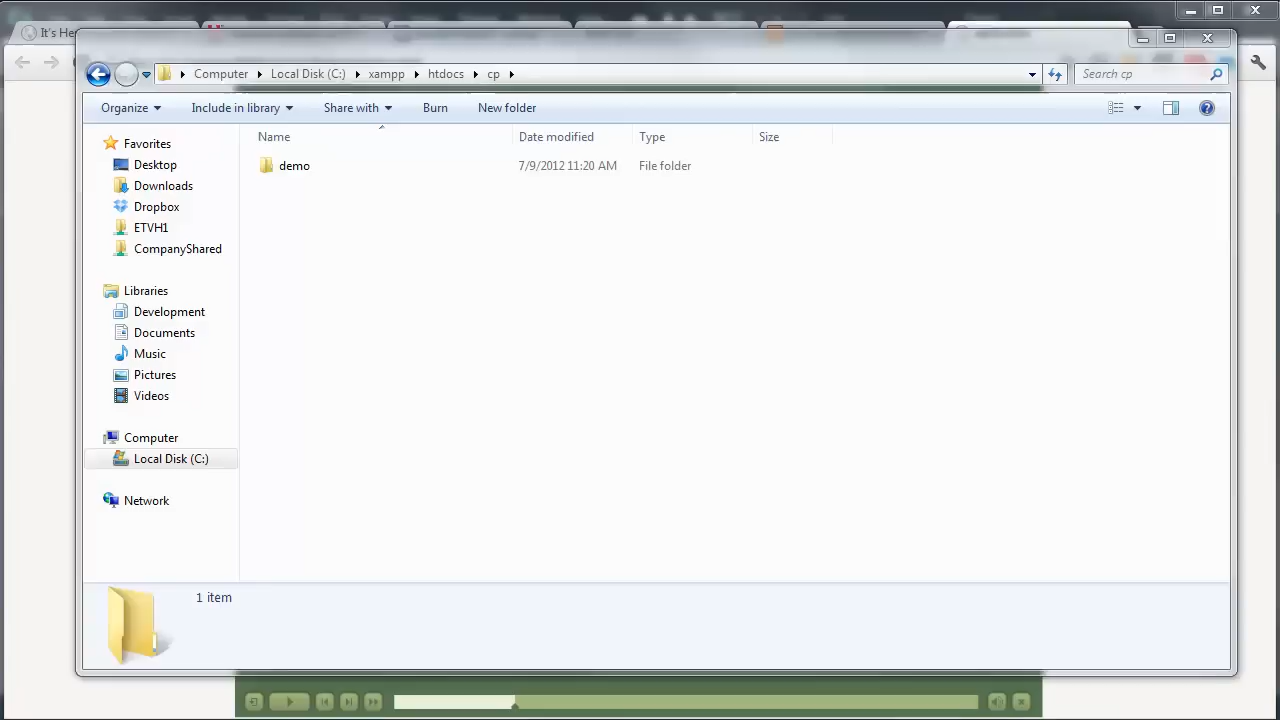 It's He
Computer Local Disk (C:) xampp htdocs cp
Search cp
Organize Include in library Share with Burn New folder
Name Date modified Type Size
demo 7/9/2012 11:20 AM File folder
Favorites
Desktop
Downloads
Dropbox
ETVH1
CompanyShared
Libraries
Development
Documents
Music
Pictures
Videos
Computer
Local Disk (C:)
Network
1 item